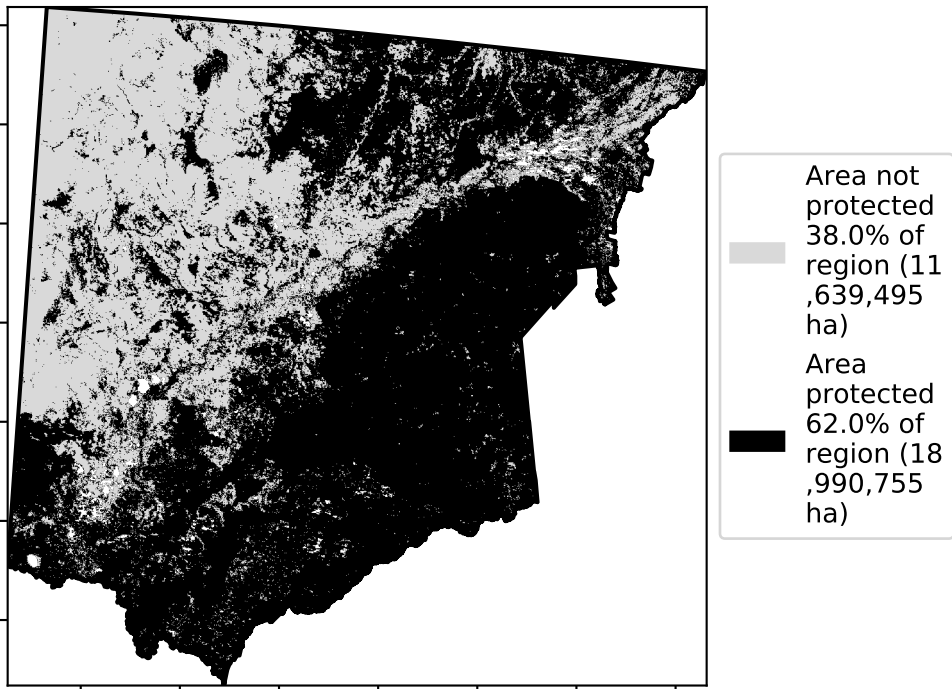 Area not
protected
38.0% of
region (11
,639,495
ha)
Area
protected
62.0% of
region (18
,990,755
ha)